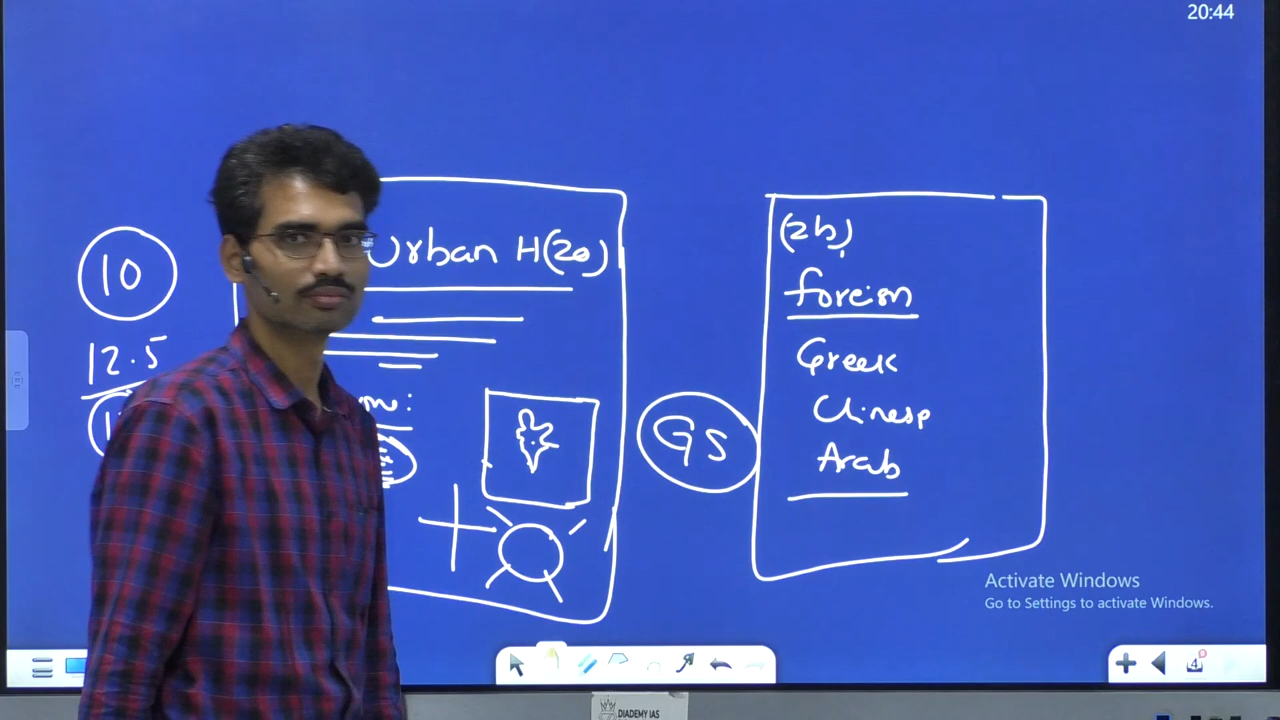 20:44
10
12.5
Urban H(20)
GS
(2b)
foreign
Greek
Chinese
Arab
Activate Windows
Go to Settings to activate Windows.
DIADEMY IAS